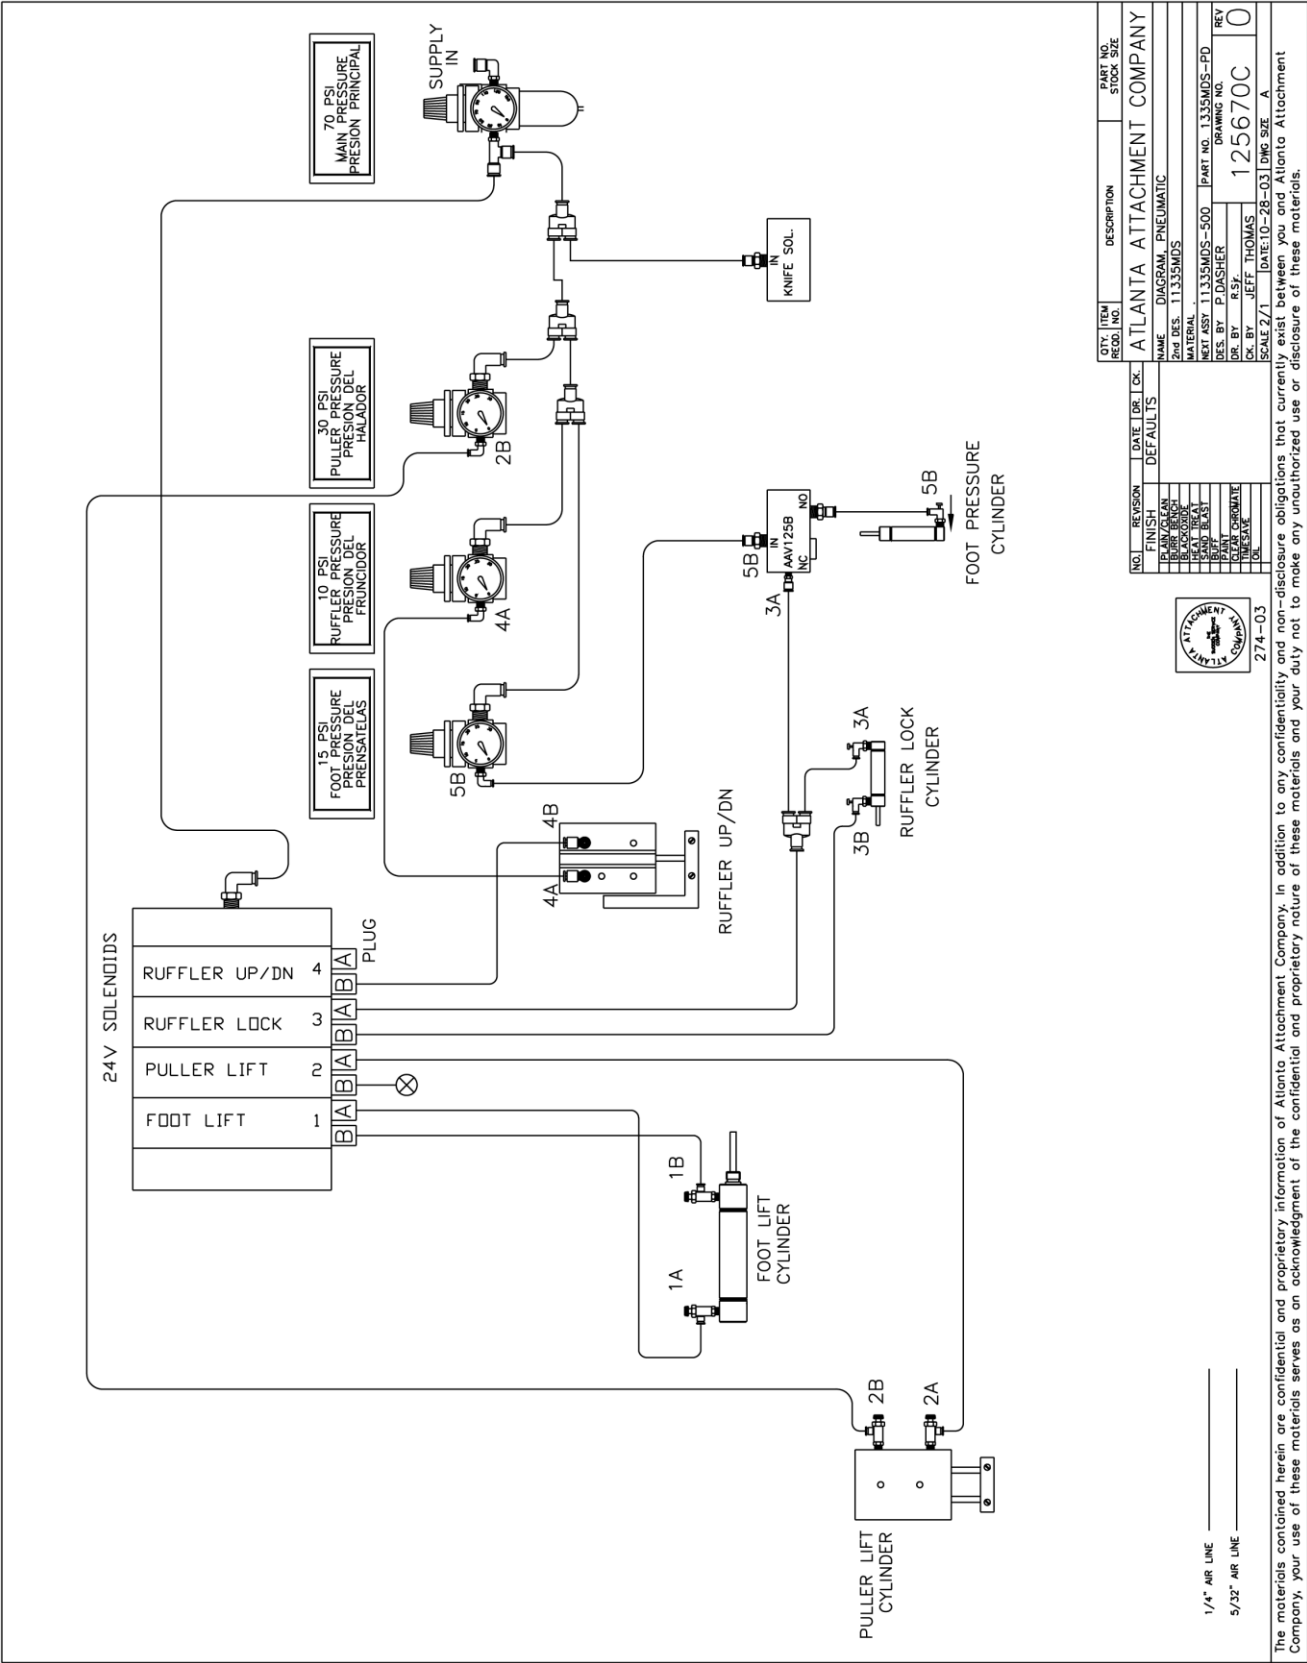 70 PSI
MAIN PRESSURE
PRESION PRINCIPAL
30 PSI
PULLER PRESSURE
PRESION DEL
HALADOR
10 PSI
RUFFLER PRESSURE
PRESION DEL
FRUNCIDOR
15 PSI
FOOT PRESSURE
PRESION DEL
PRENSATELAS
SUPPLY
IN
2B
4A
5B
IN
KNIFE SOL.
24V SOLENOIDS
RUFFLER UP/DN 4
A
B
PLUG
RUFFLER LOCK 3
A
B
PULLER LIFT 2
A
B
FOOT LIFT 1
A
B
4A
4B
RUFFLER UP/DN
5B
IN
AAV125B
NC
NO
3A
5B
FOOT PRESSURE
CYLINDER
3B
3A
RUFFLER LOCK
CYLINDER
1A
1B
FOOT LIFT
CYLINDER
2B
2A
PULLER LIFT
CYLINDER
1/4" AIR LINE
5/32" AIR LINE
ATLANTA ATTACHMENT
COMPANY
274-03
NO. REVISION DATE DR. CK.
FINISH DEFAULTS
PLAIN/CLEAN
BURR BENCH
BLACKOXIDE
HEAT TREAT
SAND BLAST
BUFF
PAINT
CLEAR CHROMATE
TIMESAVE
OIL
QTY. REQD.
ITEM NO.
DESCRIPTION
PART NO.
STOCK SIZE
ATLANTA ATTACHMENT COMPANY
NAME DIAGRAM, PNEUMATIC
2nd DES. 11335MDS
MATERIAL .
NEXT ASSY 11335MDS-500 PART NO. 1335MDS-PD
DES. BY P.DASHER
DR. BY R.S.
CK. BY JEFF THOMAS
DRAWING NO.
125670C
REV
0
SCALE 2/1 DATE:10-28-03 DWG SIZE A
The materials contained herein are confidential and proprietary information of Atlanta Attachment Company. In addition to any confidentiality and non-disclosure obligations that currently exist between you and Atlanta Attachment
Company, your use of these materials serves as an acknowledgment of the confidential and proprietary nature of these materials and your duty not to make any unauthorized use or disclosure of these materials.